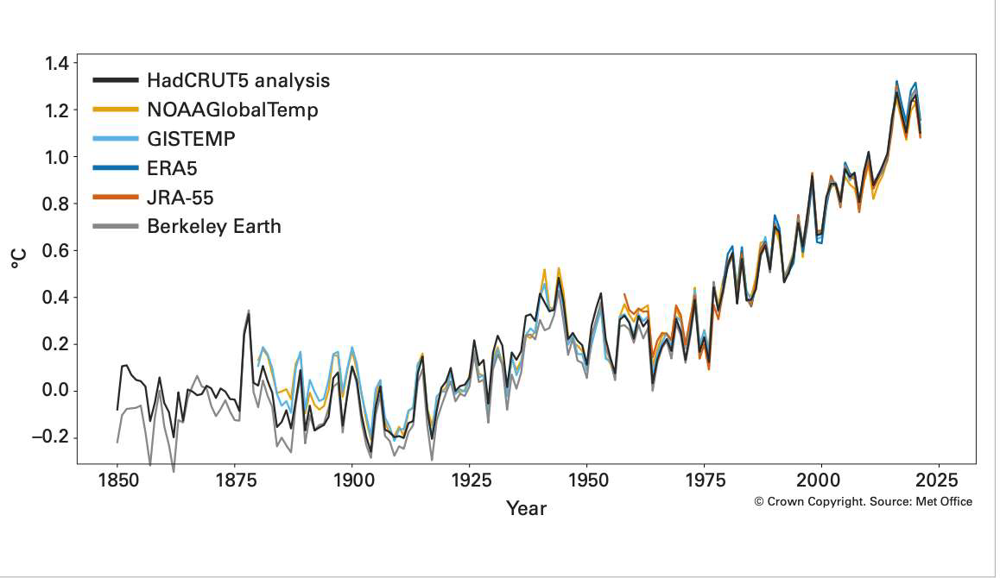 1.4
1.2
1.0
0.8
0.6
0.4
0.2
0.0
–0.2
°C
HadCRUT5 analysis
NOAAGlobalTemp
GISTEMP
ERA5
JRA-55
Berkeley Earth
1850 1875 1900 1925 1950 1975 2000 2025
Year
© Crown Copyright. Source: Met Office